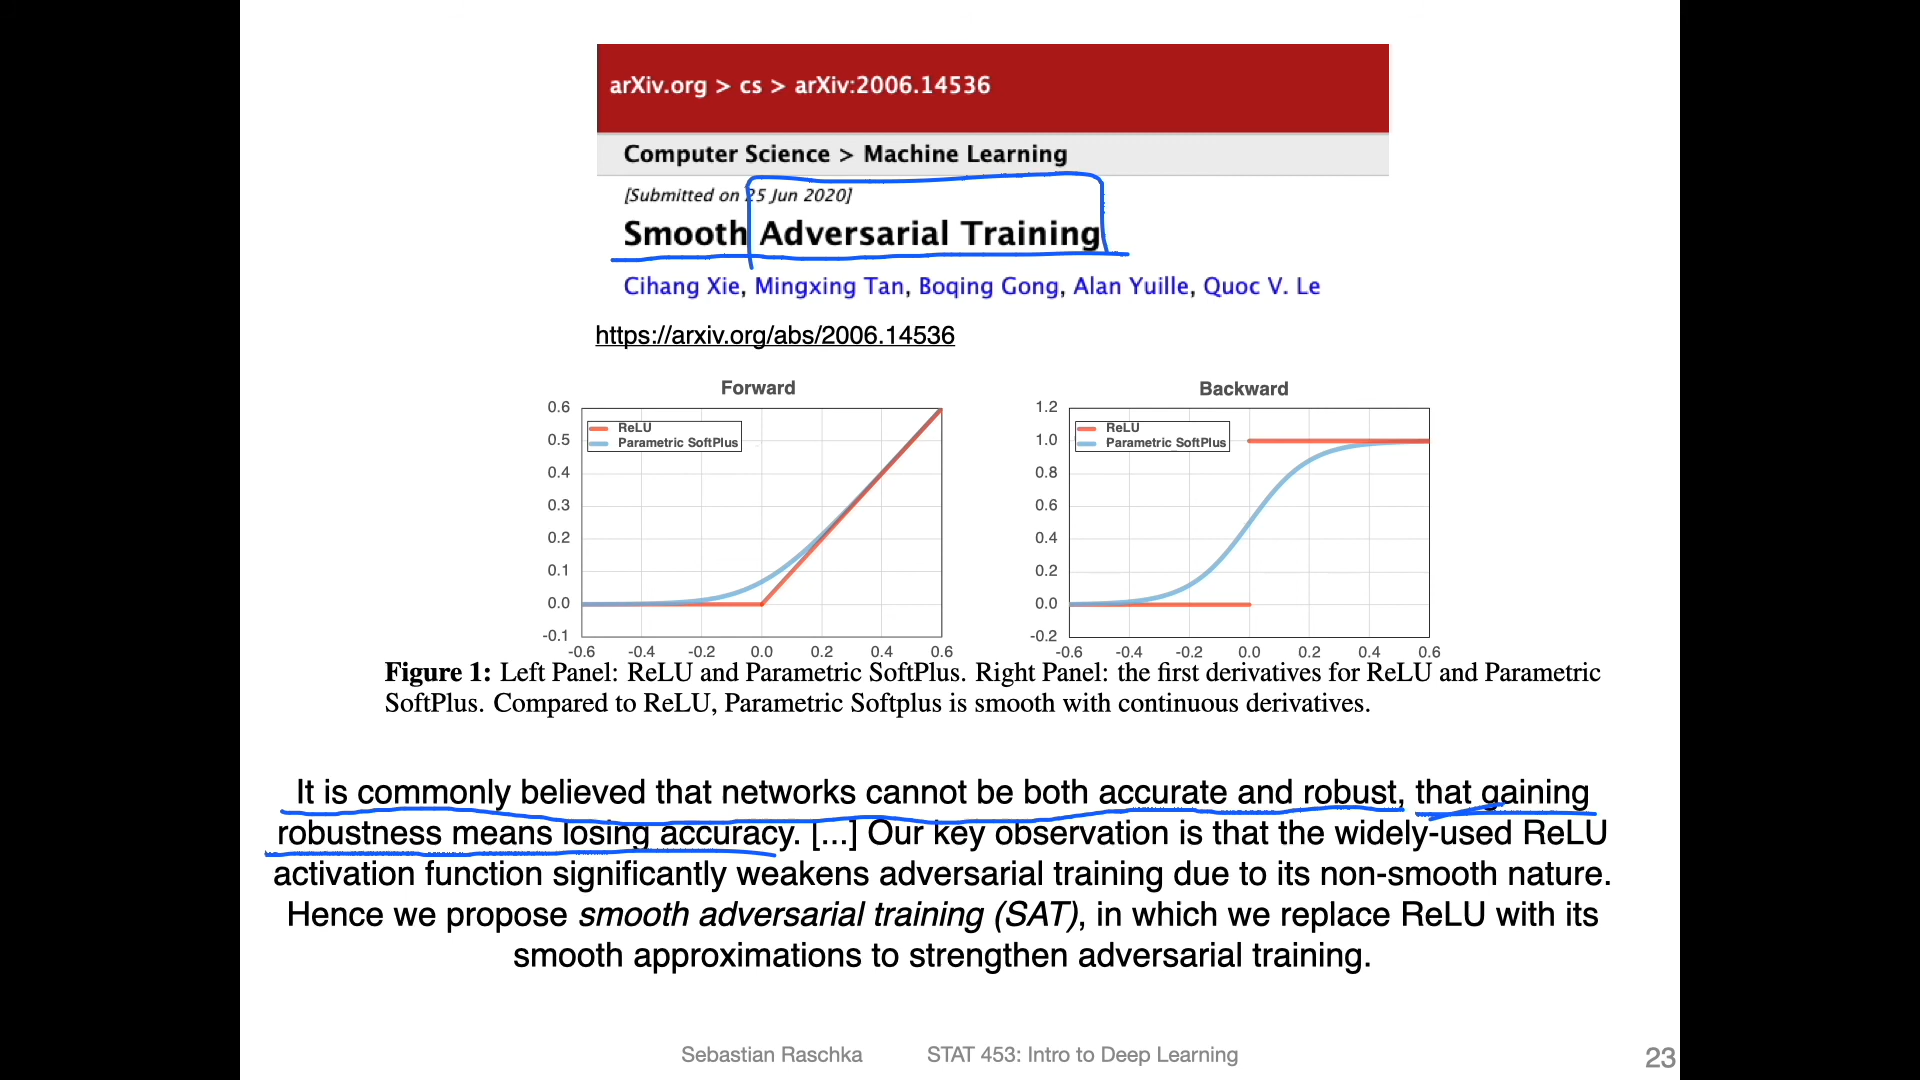 arXiv.org > cs > arXiv:2006.14536
Computer Science > Machine Learning
[Submitted on 25 Jun 2020]
Smooth Adversarial Training
Cihang Xie, Mingxing Tan, Boqing Gong, Alan Yuille, Quoc V. Le
https://arxiv.org/abs/2006.14536
Forward
0.6
0.5
0.4
0.3
0.2
0.1
0.0
-0.1
ReLU
Parametric SoftPlus
-0.6 -0.4 -0.2 0.0 0.2 0.4 0.6
Backward
1.2
1.0
0.8
0.6
0.4
0.2
0.0
-0.2
ReLU
Parametric SoftPlus
-0.6 -0.4 -0.2 0.0 0.2 0.4 0.6
Figure 1: Left Panel: ReLU and Parametric SoftPlus. Right Panel: the first derivatives for ReLU and Parametric
SoftPlus. Compared to ReLU, Parametric Softplus is smooth with continuous derivatives.
It is commonly believed that networks cannot be both accurate and robust, that gaining
robustness means losing accuracy. [...] Our key observation is that the widely-used ReLU
activation function significantly weakens adversarial training due to its non-smooth nature.
Hence we propose smooth adversarial training (SAT), in which we replace ReLU with its
smooth approximations to strengthen adversarial training.
Sebastian Raschka STAT 453: Intro to Deep Learning 23